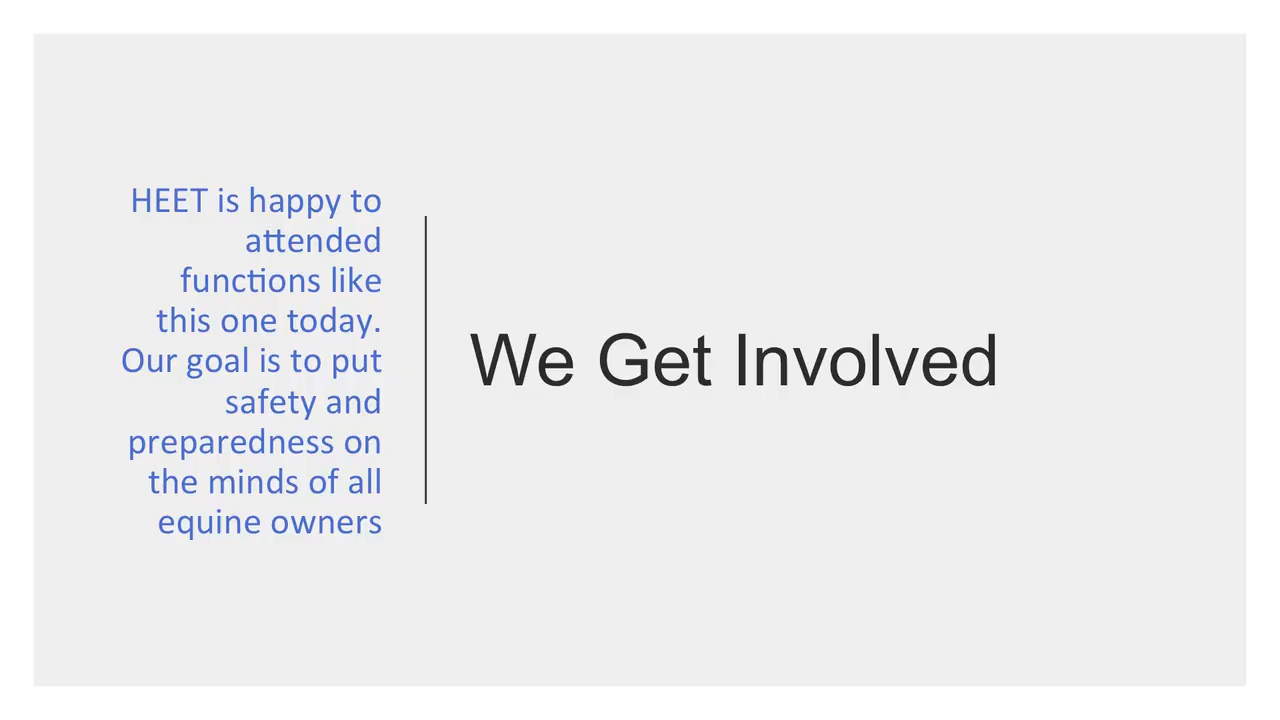 HEET is happy to
attended
functions like
this one today.
Our goal is to put
safety and
preparedness on
the minds of all
equine owners
We Get Involved